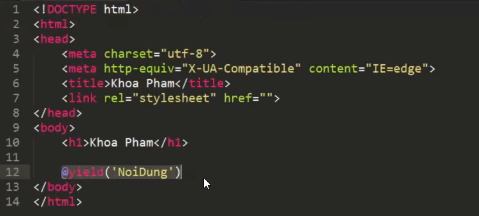 1 <!DOCTYPE html>
2 <html>
3 <head>
4 <meta charset="utf-8">
5 <meta http-equiv="X-UA-Compatible" content="IE=edge">
6 <title>Khoa Pham</title>
7 <link rel="stylesheet" href="">
8 </head>
9 <body>
10 <h1>Khoa Pham</h1>
11
12 @yield('NoiDung')
13 </body>
14 </html>